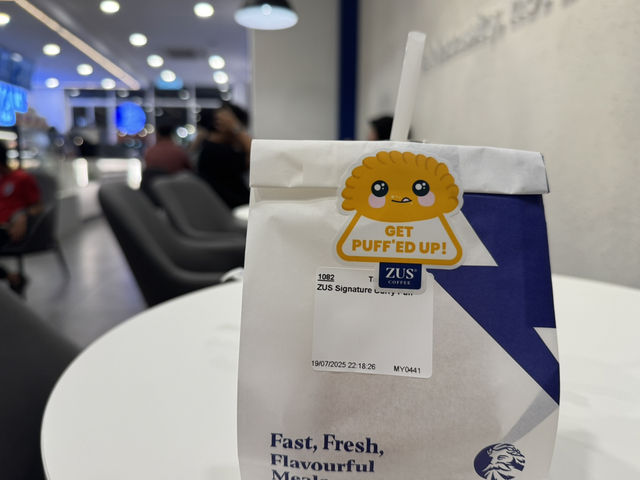 GET
PUFF'ED UP!
ZUS
COFFEE
1082 T
ZUS Signature Curry Puff
19/07/2025 22:18:26 MY0441
Fast, Fresh,
Flavourful
Meals